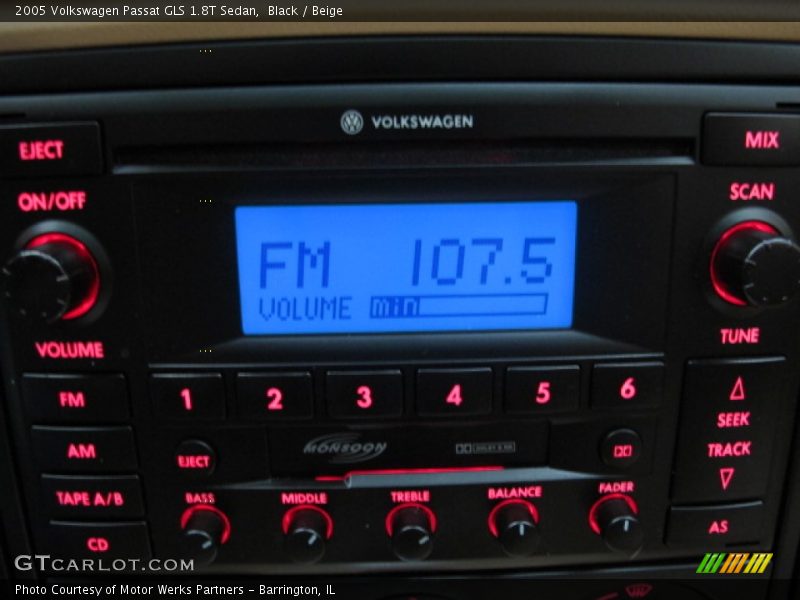 2005 Volkswagen Passat GLS 1.8T Sedan, Black / Beige
VOLKSWAGEN
EJECT
MIX
ON/OFF
SCAN
FM 107.5
VOLUME min
VOLUME
TUNE
FM
1 2 3 4 5 6
SEEK
AM
MONSOON
DOLBY B NR
TRACK
EJECT
TAPE A/B
BASS MIDDLE TREBLE BALANCE FADER
AS
CD
GTCARLOT.COM
Photo Courtesy of Motor Werks Partners - Barrington, IL